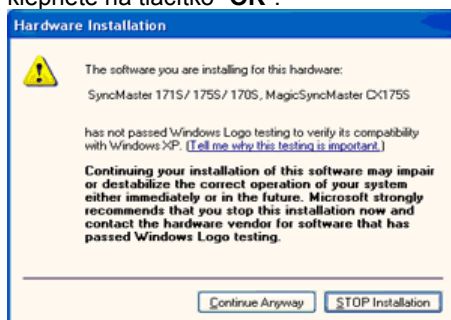 klepněte na tlačítko "OK".
Hardware Installation
The software you are installing for this hardware:
SyncMaster 171S/ 175S/ 170S, MagicSyncMaster CX175S
has not passed Windows Logo testing to verify its compatibility
with Windows XP. (Tell me why this testing is important.)
Continuing your installation of this software may impair
or destabilize the correct operation of your system
either immediately or in the future. Microsoft strongly
recommends that you stop this installation now and
contact the hardware vendor for software that has
passed Windows Logo testing.
Continue Anyway
STOP Installation